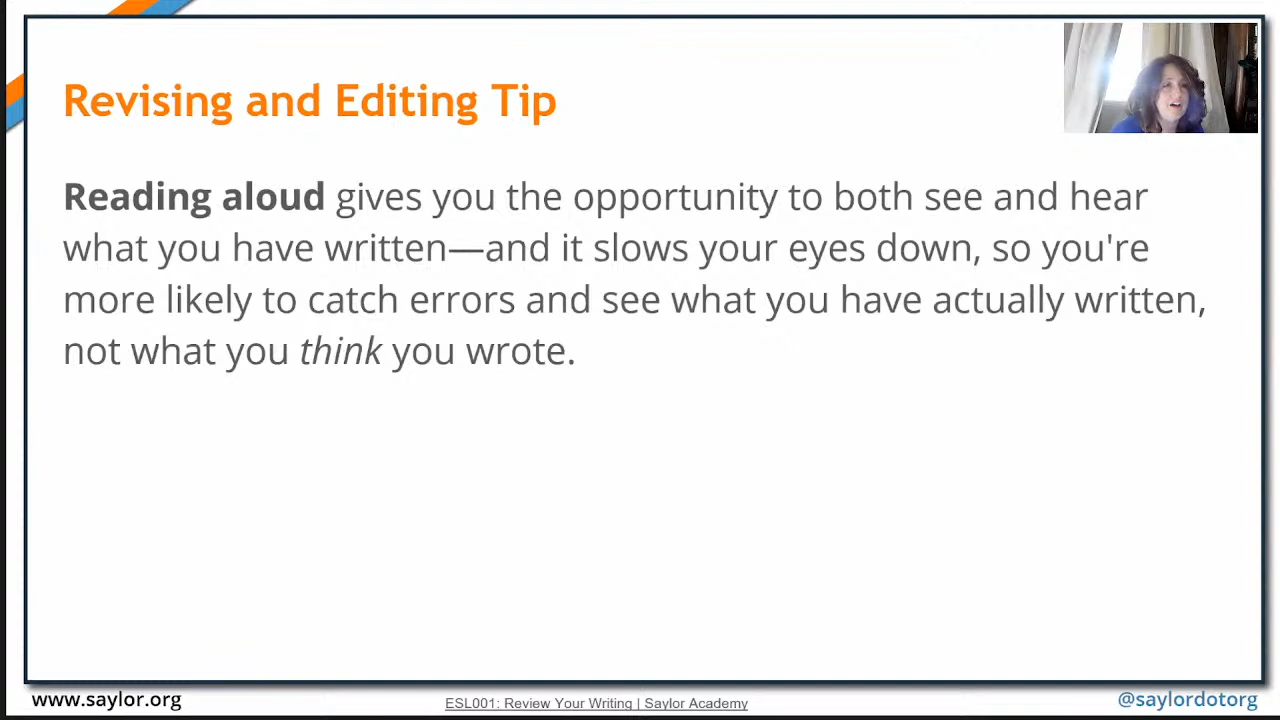 Revising and Editing Tip
Reading aloud gives you the opportunity to both see and hear
what you have written—and it slows your eyes down, so you're
more likely to catch errors and see what you have actually written,
not what you think you wrote.
www.saylor.org
ESL001: Review Your Writing | Saylor Academy
@saylordotorg